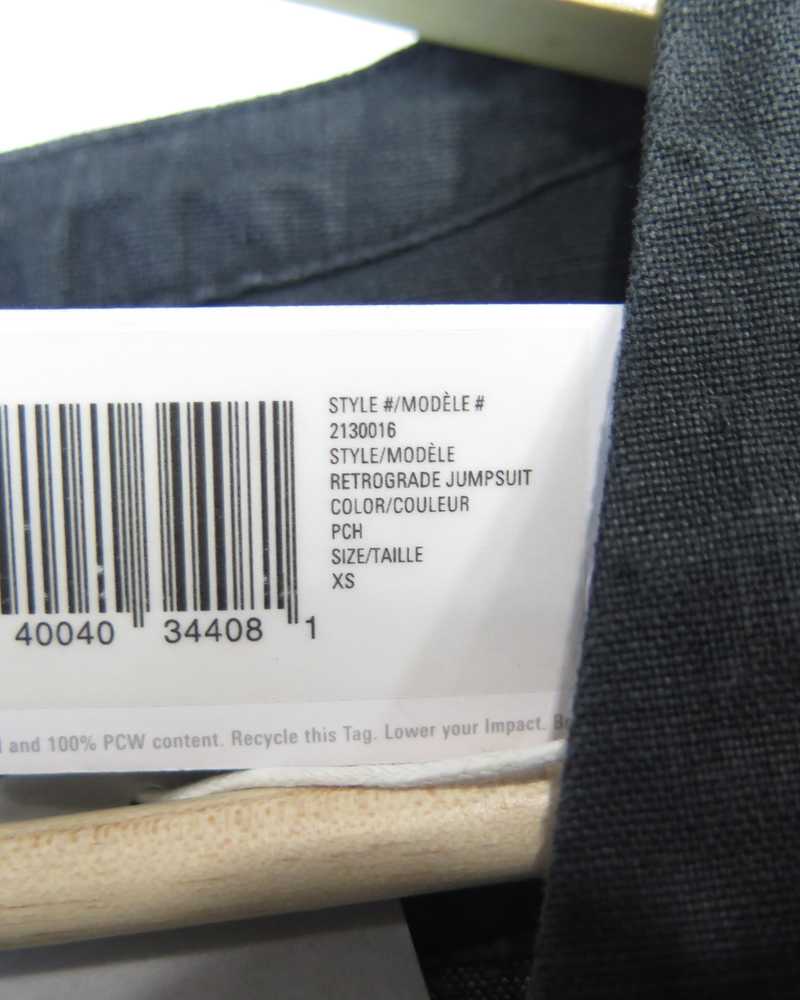 STYLE #/MODÈLE #
2130016
STYLE/MODÈLE
RETROGRADE JUMPSUIT
COLOR/COULEUR
PCH
SIZE/TAILLE
XS
40040 34408 1
and 100% PCW content. Recycle this Tag. Lower your Impact.